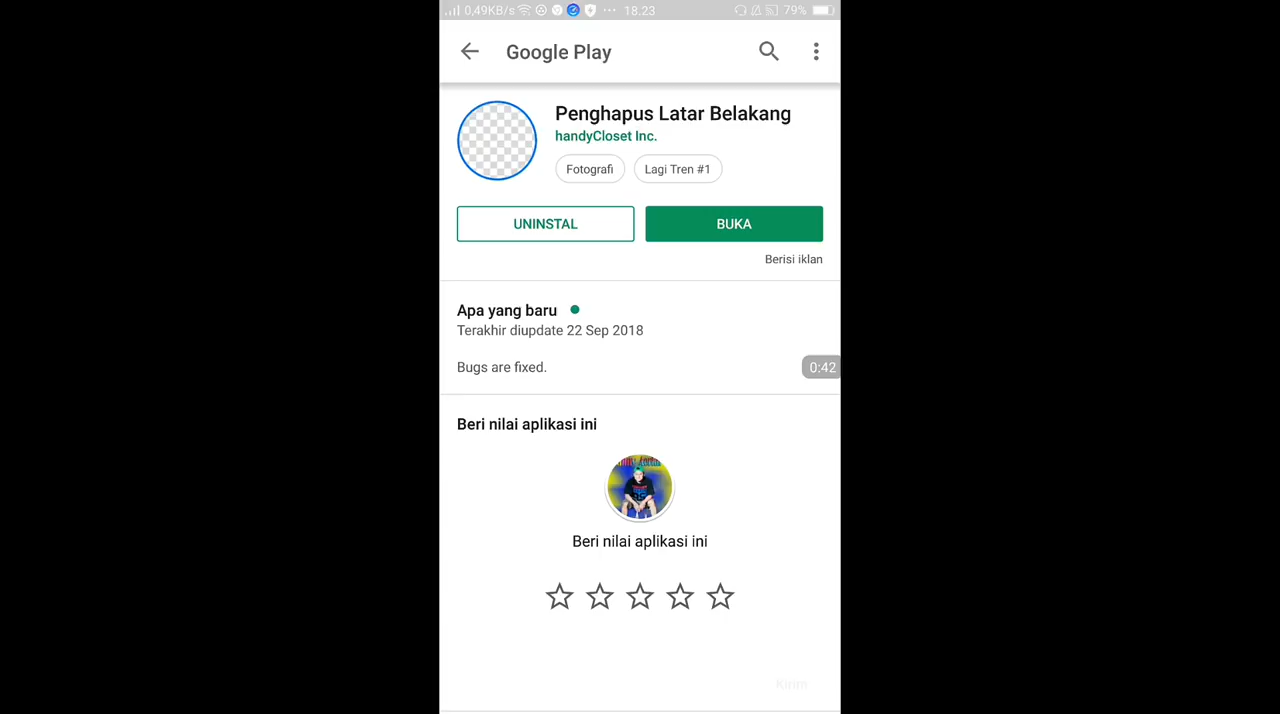 0,49KB/s ··· 18.23 79%
Google Play
Penghapus Latar Belakang
handyCloset Inc.
Fotografi Lagi Tren #1
UNINSTAL BUKA
Berisi iklan
Apa yang baru
Terakhir diupdate 22 Sep 2018
Bugs are fixed.
0:42
Beri nilai aplikasi ini
Beri nilai aplikasi ini
Kirim